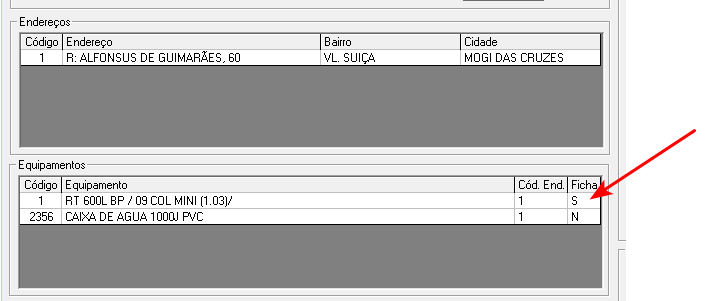 Endereços
Código Endereço Bairro Cidade
1 R: ALFONSUS DE GUIMARÃES, 60 VL. SUIÇA MOGI DAS CRUZES
Equipamentos
Código Equipamento Cód. End. Ficha
1 RT 600L BP / 09 COL MINI (1.03)/ 1 S
2356 CAIXA DE AGUA 1000J PVC 1 N